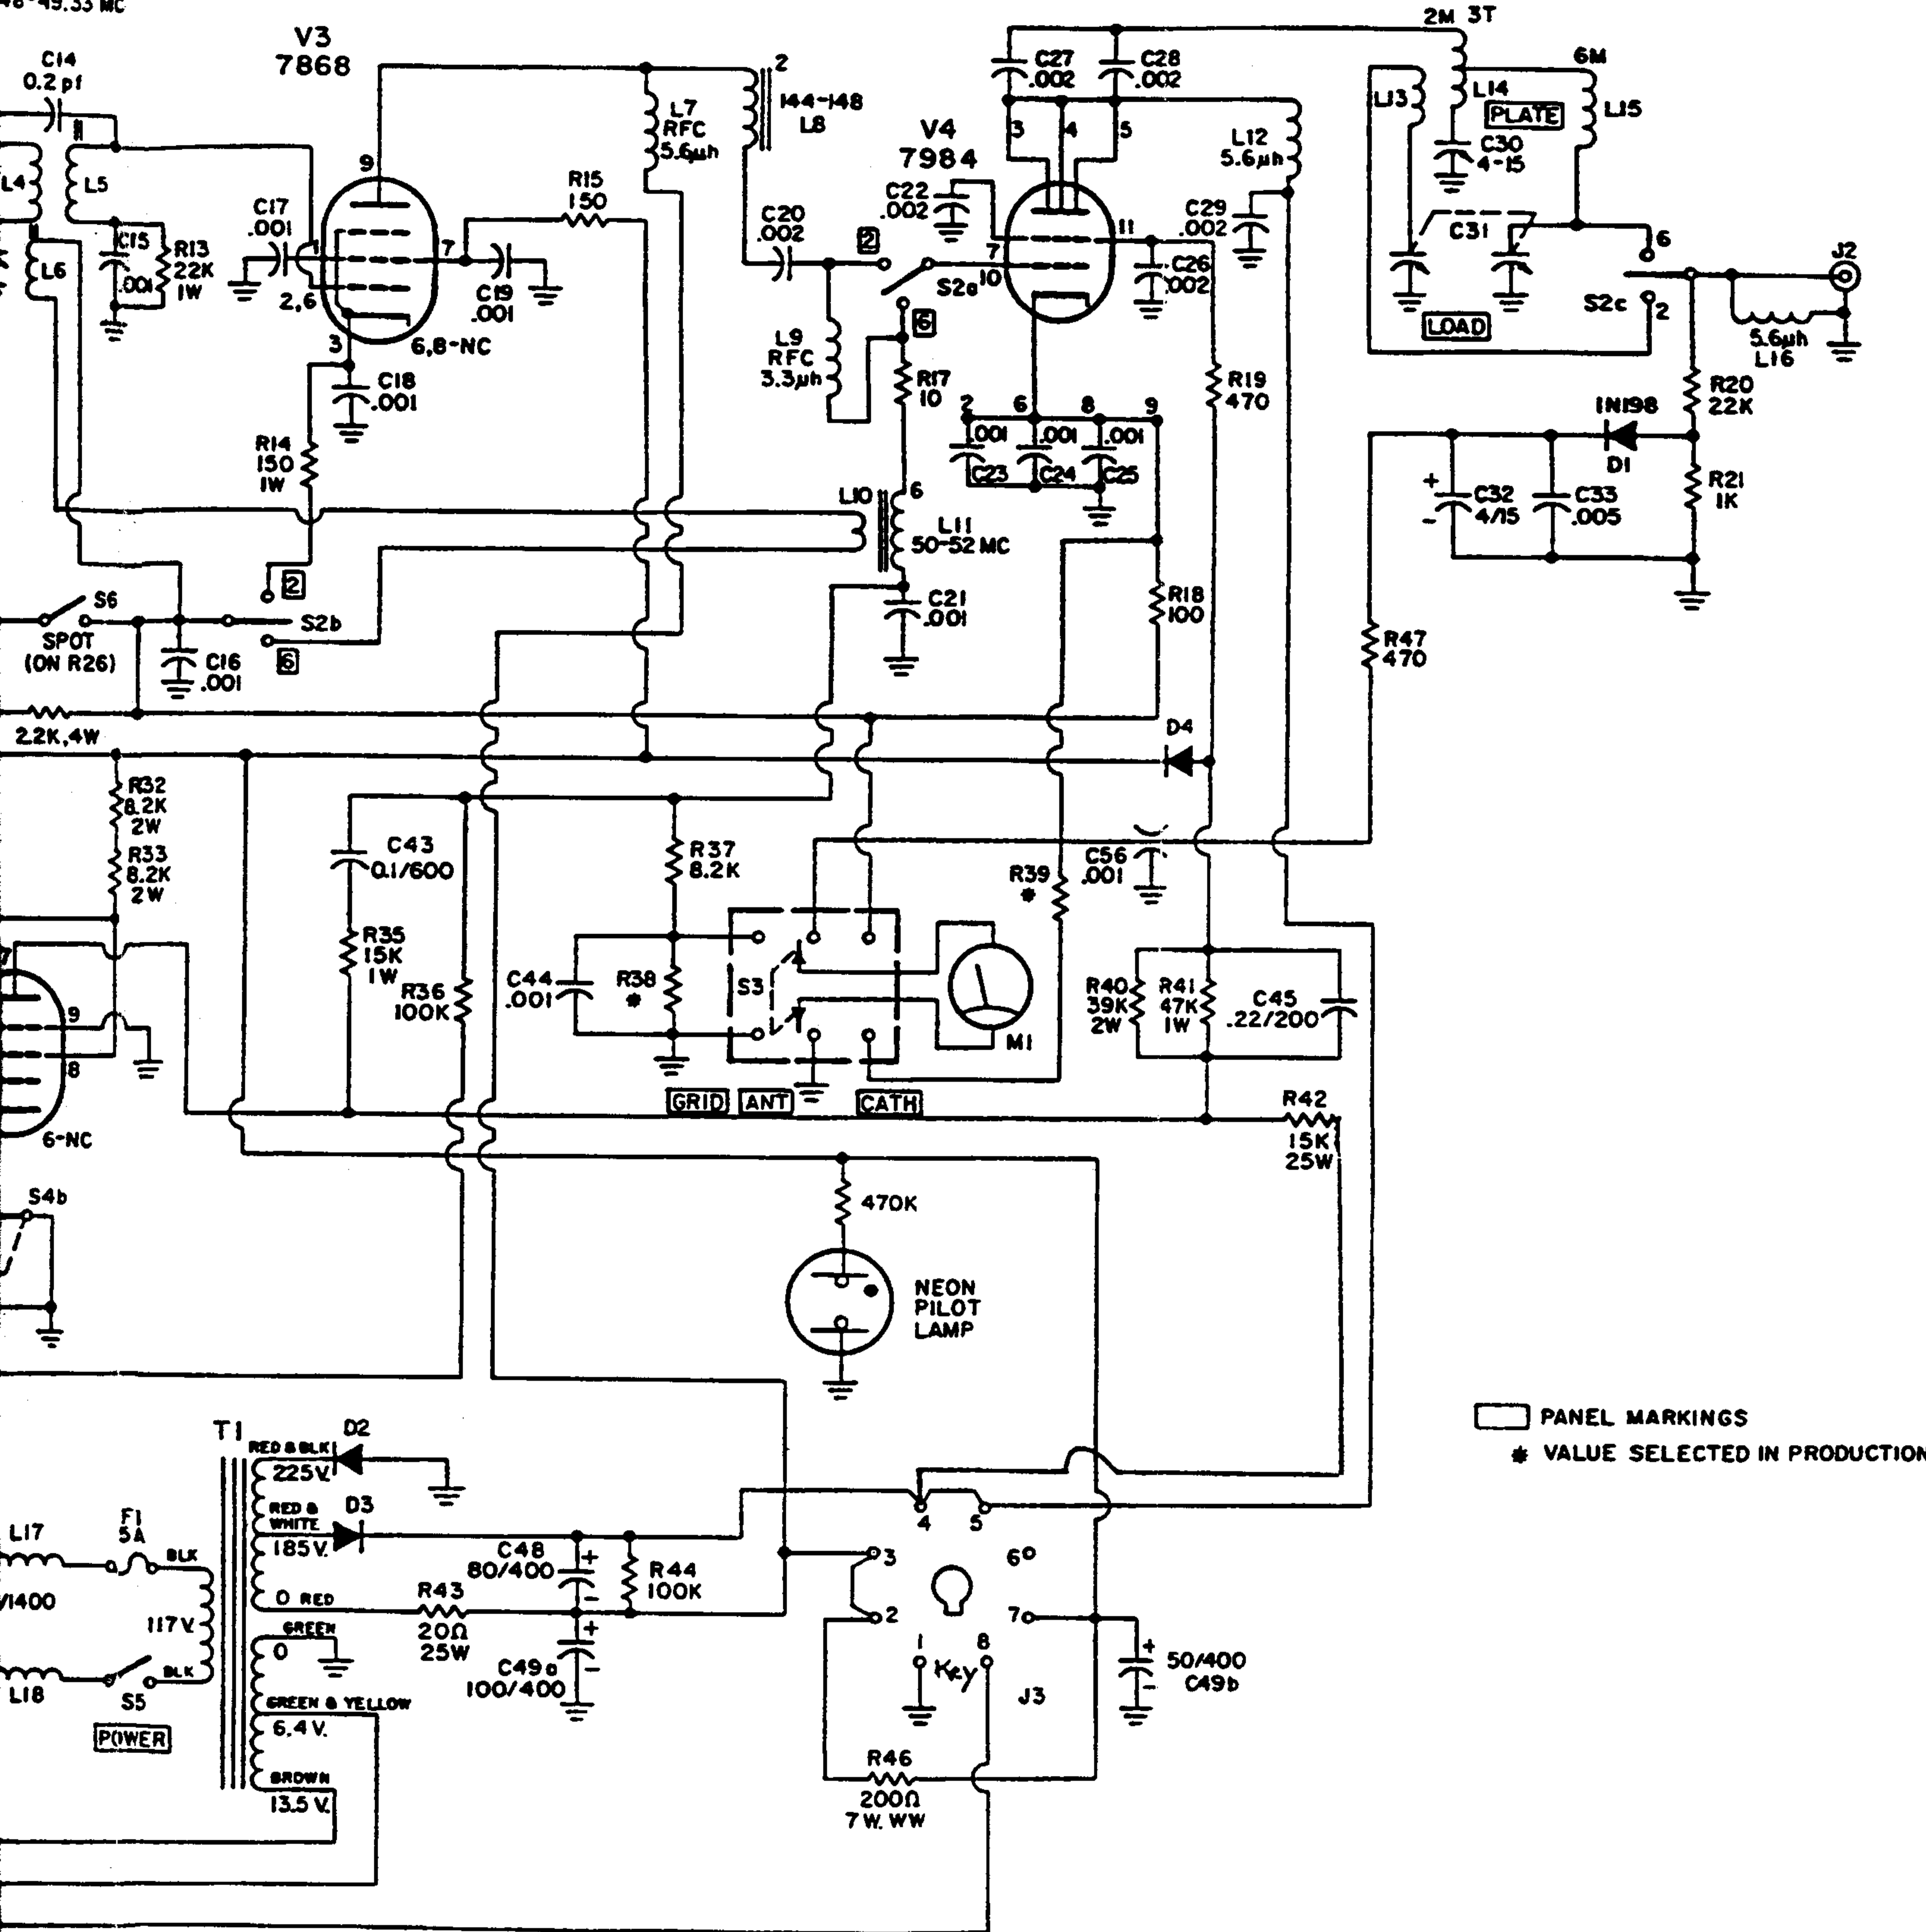 V3
7868
C14
0.2 pf
L4
L5
L6
C15
.001
R13
22K
1W
C17
.001
9
1
2,6
3
7
6,8-NC
C18
.001
C19
.001
R14
150
1W
R15
150
L7
RFC
5.6µh
2
144-148
L8
C20
.002
2
S2a
6
L9
RFC
3.3µh
R17
10
V4
7984
C27
.002
C28
.002
3
4
5
C22
.002
7
10
11
L12
5.6µh
C29
.002
C26
.002
R19
470
2
6
8
9
.001
.001
.001
C23
C24
C25
2M 3T
6M
L13
L14
PLATE
L15
C30
4-15
C31
LOAD
6
S2c
2
J2
5.6µh
L16
R20
22K
1N198
D1
R21
1K
+
-
C32
4/15
C33
.005
R47
470
L10
6
L11
50-52 MC
C21
.001
R18
100
S6
SPOT
(ON R26)
C16
.001
2
S2b
6
2.2K,4W
D4
R32
8.2K
2W
R33
8.2K
2W
C43
0.1/600
R35
15K
1W
R36
100K
R37
8.2K
C44
.001
R38
*
S3
M1
R39
*
C56
.001
GRID
ANT
CATH
R40
39K
2W
R41
47K
1W
C45
.22/200
R42
15K
25W
7
9
8
6-NC
S4b
470K
NEON
PILOT
LAMP
PANEL MARKINGS
* VALUE SELECTED IN PRODUCTION
T1
RED & BLK
225V.
D2
RED &
WHITE
185V.
D3
0 RED
GREEN
0
GREEN & YELLOW
6.4 V.
BROWN
13.5 V.
L17
F1
5A
BLK
/1400
117 V.
L18
S5
BLK
POWER
R43
20Ω
25W
C48
80/400
+
-
R44
100K
C49a
100/400
+
-
4
5
3
6
2
7
1
8
Key
J3
+
-
50/400
C49b
R46
200Ω
7W. WW